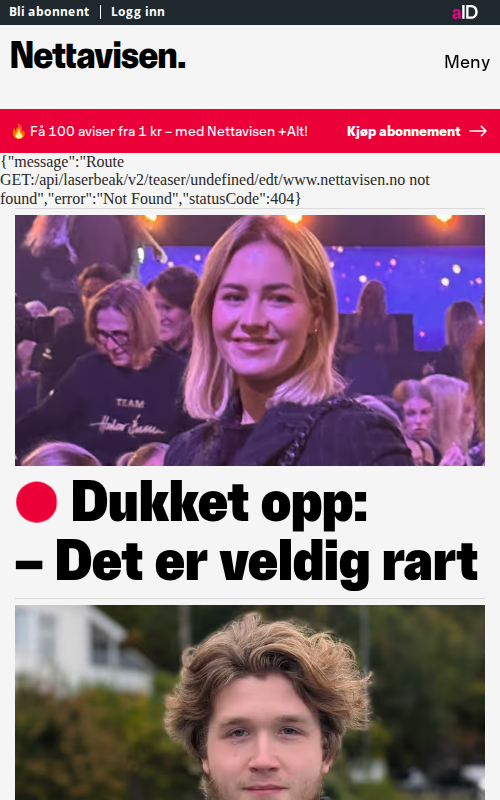 Bli abonnent | Logg inn
aID
Nettavisen.
Meny
🔥 Få 100 aviser fra 1 kr – med Nettavisen +Alt!
Kjøp abonnement →
{"message":"Route
GET:/api/laserbeak/v2/teaser/undefined/edt/www.nettavisen.no not
found","error":"Not Found","statusCode":404}
TEAM
Dukket opp:
– Det er veldig rart